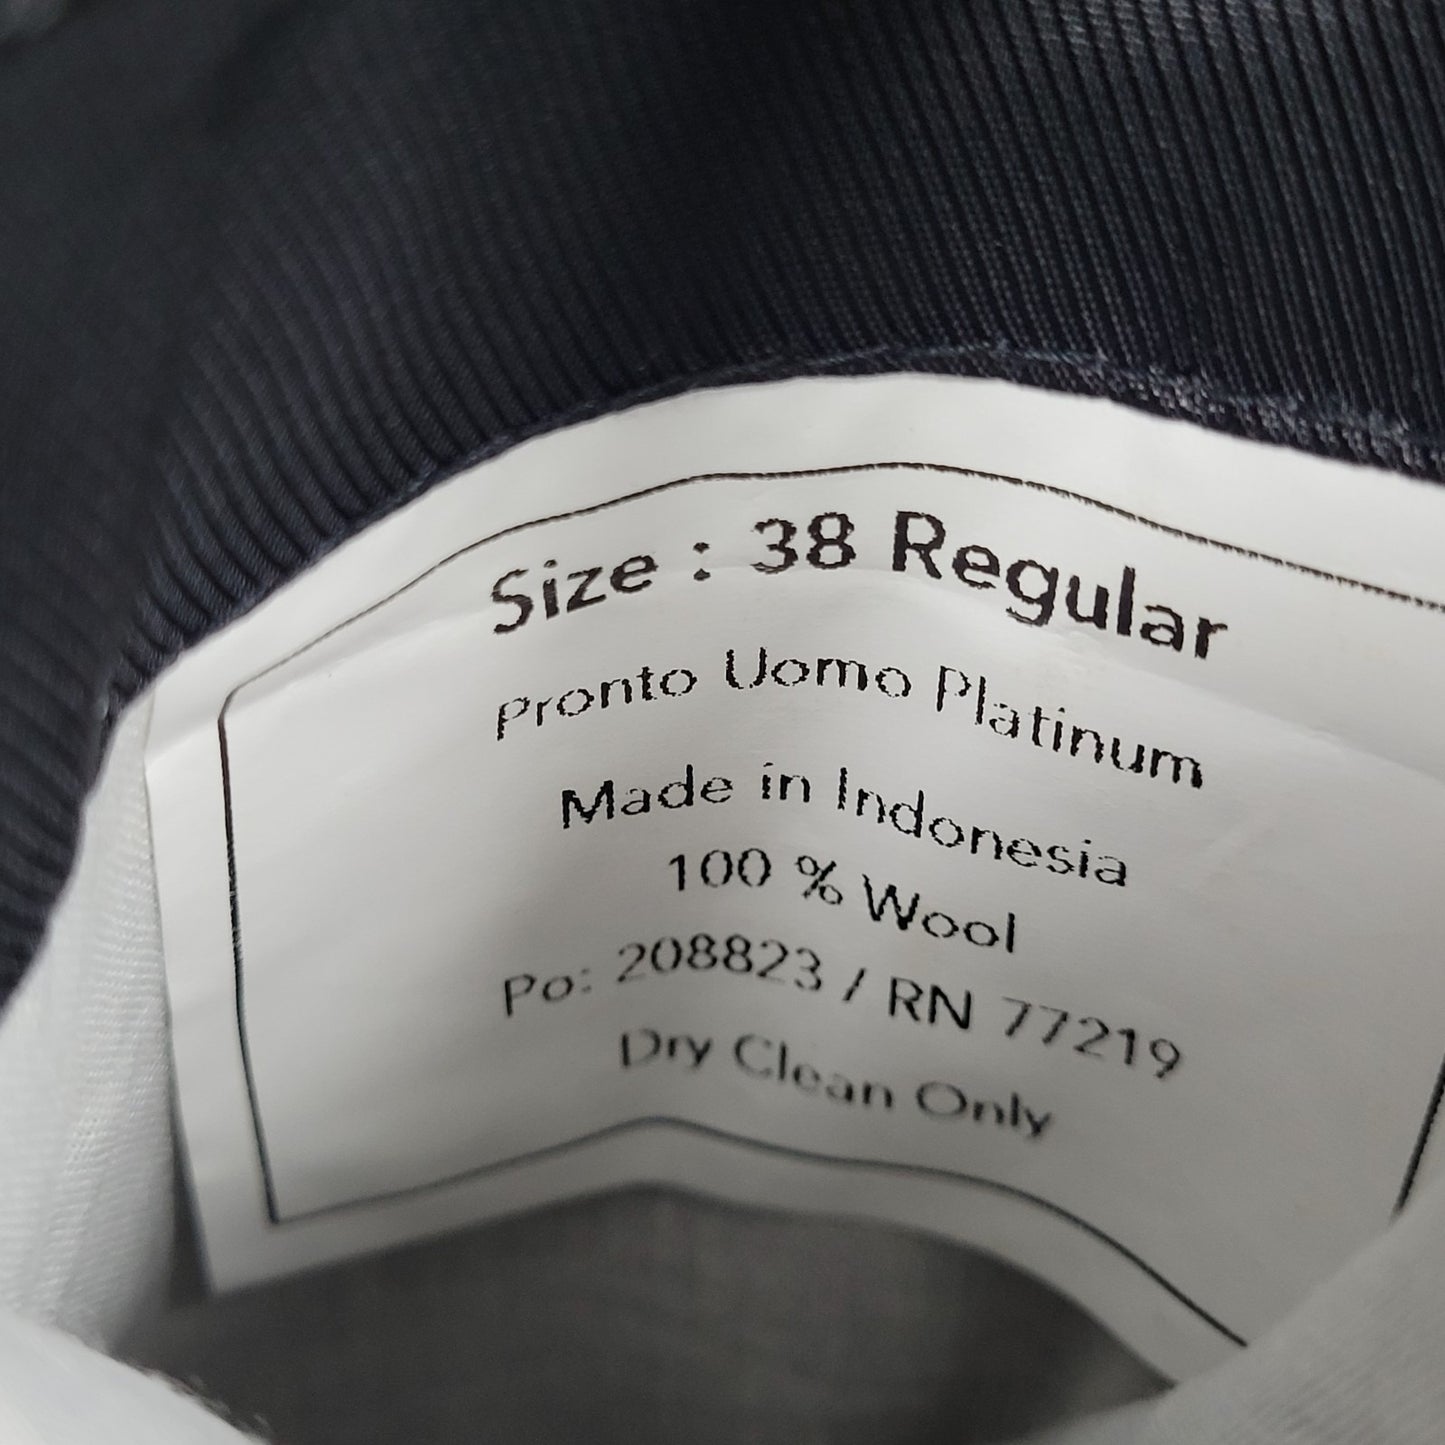 Size : 38 Regular
Pronto Uomo Platinum
Made in Indonesia
100 % Wool
Po: 208823 / RN 77219
Dry Clean Only